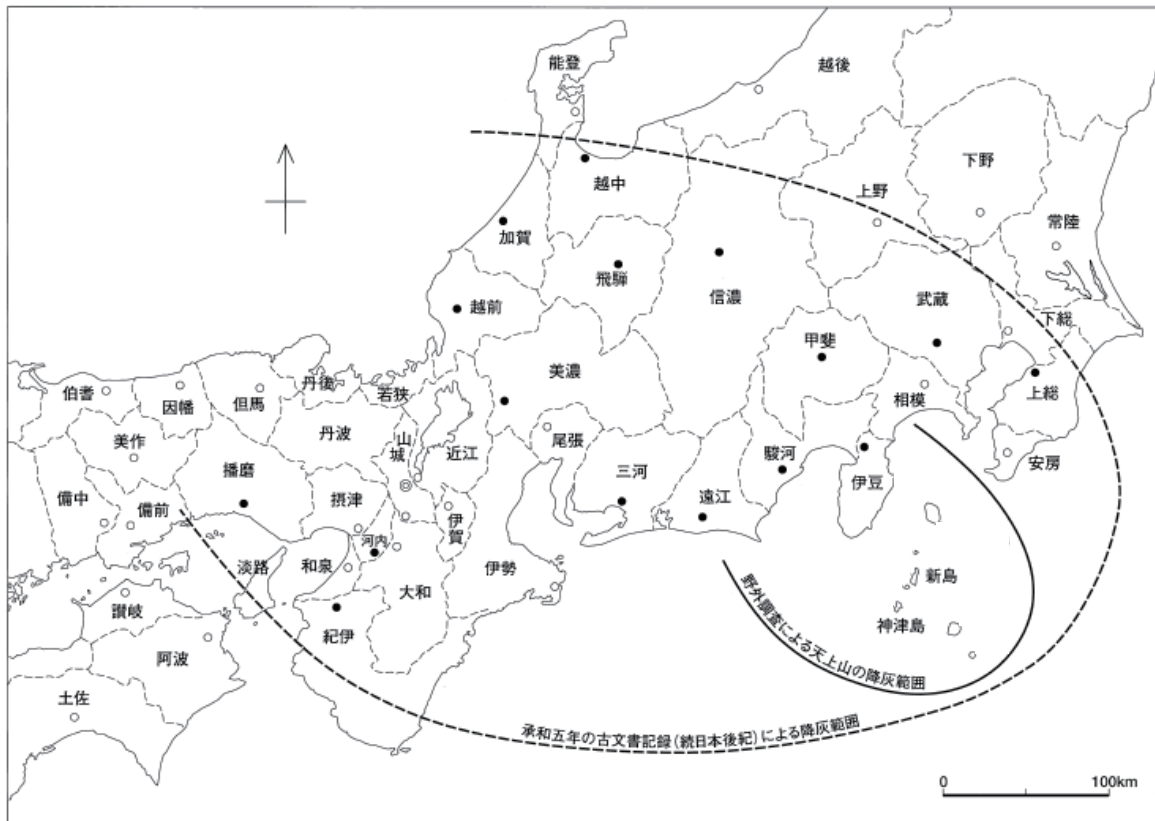 能登
越後
下野
越中
上野
常陸
加賀
飛騨
信濃
武蔵
越前
下総
甲斐
美濃
上総
伯耆
因幡
但馬
丹後
若狭
相模
美作
丹波
山城
近江
尾張
安房
播磨
三河
駿河
伊豆
備中
備前
摂津
伊賀
遠江
河内
淡路
和泉
大和
伊勢
新島
讃岐
紀伊
神津島
阿波
野外調査による天上山の降灰範囲
土佐
承和五年の古文書記録(続日本後紀)による降灰範囲
0 100km